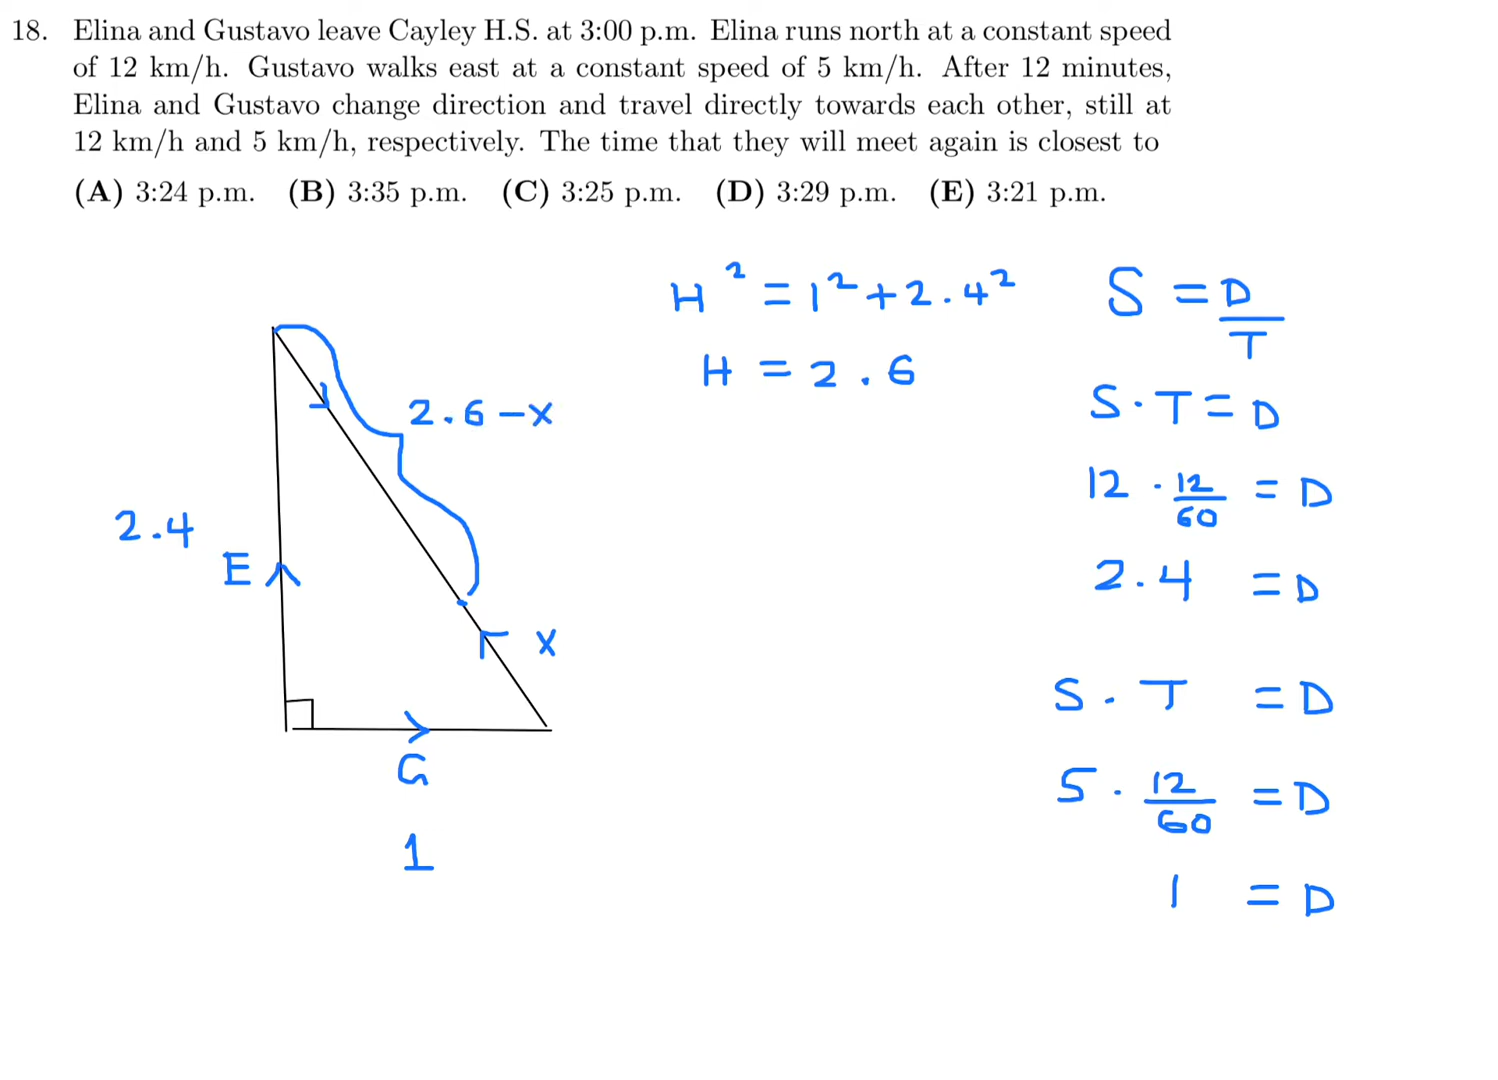 18. Elina and Gustavo leave Cayley H.S. at 3:00 p.m. Elina runs north at a constant speed
of 12 km/h. Gustavo walks east at a constant speed of 5 km/h. After 12 minutes,
Elina and Gustavo change direction and travel directly towards each other, still at
12 km/h and 5 km/h, respectively. The time that they will meet again is closest to
(A) 3:24 p.m. (B) 3:35 p.m. (C) 3:25 p.m. (D) 3:29 p.m. (E) 3:21 p.m.
H² = 1² + 2.4²
H = 2.6
2.6 - x
2.4
E
x
G
1
S = D/T
S · T = D
12 · 12/60 = D
2.4 = D
S · T = D
5 · 12/60 = D
1 = D